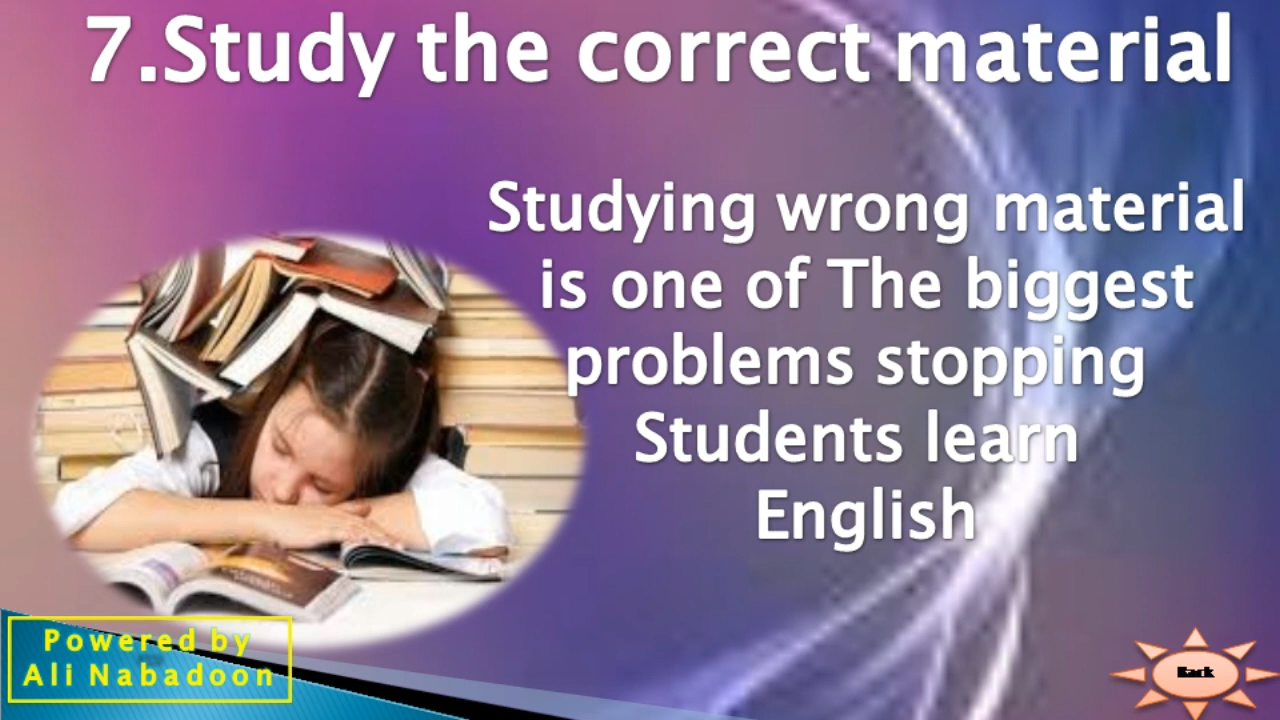 7.Study the correct material
Studying wrong material
is one of The biggest
problems stopping
Students learn
English
Powered by
Ali Nabadoon
Back